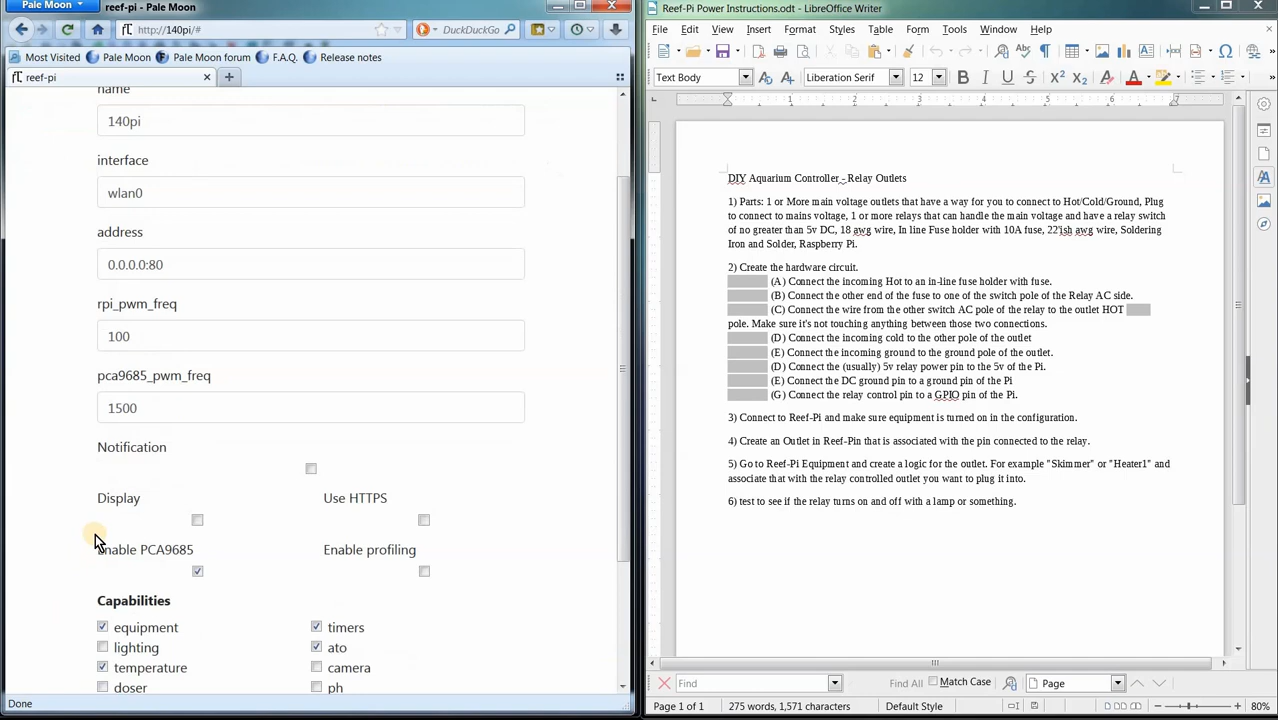 Pale Moon
reef-pi - Pale Moon
http://140pi/#
DuckDuckGo
Most Visited
Pale Moon
Pale Moon forum
F.A.Q.
Release notes
reef-pi
name
140pi
interface
wlan0
address
0.0.0.0:80
rpi_pwm_freq
100
pca9685_pwm_freq
1500
Notification
Display
Use HTTPS
Enable PCA9685
Enable profiling
Capabilities
equipment
timers
lighting
ato
temperature
camera
doser
ph
Done
Reef-Pi Power Instructions.odt - LibreOffice Writer
File Edit View Insert Format Styles Table Form Tools Window Help
Text Body
Liberation Serif
12
1 2 3 4 5 6 7
DIY Aquarium Controller - Relay Outlets
1) Parts: 1 or More main voltage outlets that have a way for you to connect to Hot/Cold/Ground, Plug
to connect to mains voltage, 1 or more relays that can handle the main voltage and have a relay switch
of no greater than 5v DC, 18 awg wire, In line Fuse holder with 10A fuse, 22'ish awg wire, Soldering
Iron and Solder, Raspberry Pi.
2) Create the hardware circuit.
(A) Connect the incoming Hot to an in-line fuse holder with fuse.
(B) Connect the other end of the fuse to one of the switch pole of the Relay AC side.
(C) Connect the wire from the other switch AC pole of the relay to the outlet HOT
pole. Make sure it's not touching anything between those two connections.
(D) Connect the incoming cold to the other pole of the outlet
(E) Connect the incoming ground to the ground pole of the outlet.
(D) Connect the (usually) 5v relay power pin to the 5v of the Pi.
(E) Connect the DC ground pin to a ground pin of the Pi
(G) Connect the relay control pin to a GPIO pin of the Pi.
3) Connect to Reef-Pi and make sure equipment is turned on in the configuration.
4) Create an Outlet in Reef-Pin that is associated with the pin connected to the relay.
5) Go to Reef-Pi Equipment and create a logic for the outlet. For example "Skimmer" or "Heater1" and
associate that with the relay controlled outlet you want to plug it into.
6) test to see if the relay turns on and off with a lamp or something.
Find
Find All
Match Case
Page
Page 1 of 1
275 words, 1,571 characters
Default Style
80%